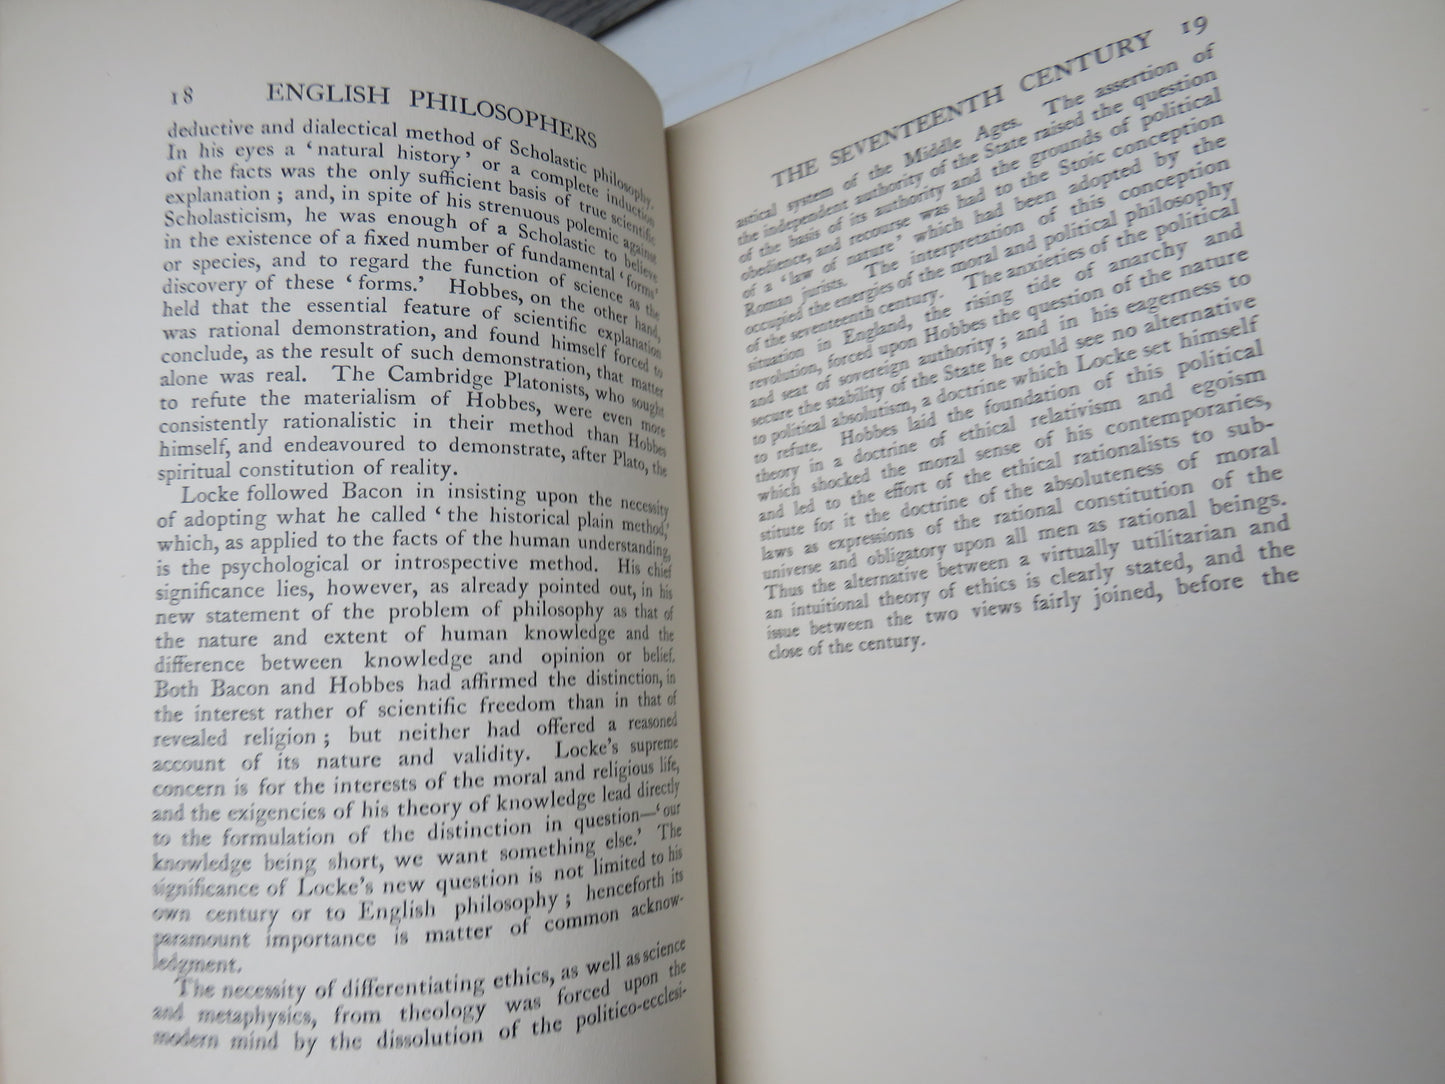 18 ENGLISH PHILOSOPHERS
deductive and dialectical method of Scholastic philosophy.
In his eyes a ‘natural history’ or a complete induction
of the facts was the only sufficient basis of true scientific
explanation ; and, in spite of his strenuous polemic against
Scholasticism, he was enough of a Scholastic to believe
in the existence of a fixed number of fundamental ‘forms’
or species, and to regard the function of science as the
discovery of these ‘forms.’ Hobbes, on the other hand,
held that the essential feature of scientific explanation
was rational demonstration, and found himself forced to
conclude, as the result of such demonstration, that matter
alone was real. The Cambridge Platonists, who sought
to refute the materialism of Hobbes, were even more
consistently rationalistic in their method than Hobbes
himself, and endeavoured to demonstrate, after Plato, the
spiritual constitution of reality.
Locke followed Bacon in insisting upon the necessity
of adopting what he called ‘the historical plain method,’
which, as applied to the facts of the human understanding,
is the psychological or introspective method. His chief
significance lies, however, as already pointed out, in his
new statement of the problem of philosophy as that of
the nature and extent of human knowledge and the
difference between knowledge and opinion or belief.
Both Bacon and Hobbes had affirmed the distinction, in
the interest rather of scientific freedom than in that of
revealed religion ; but neither had offered a reasoned
account of its nature and validity. Locke’s supreme
concern is for the interests of the moral and religious life,
and the exigencies of his theory of knowledge lead directly
to the formulation of the distinction in question—‘our
knowledge being short, we want something else.’ The
significance of Locke’s new question is not limited to his
own century or to English philosophy ; henceforth its
paramount importance is matter of common acknow-
ledgment.
The necessity of differentiating ethics, as well as science
and metaphysics, from theology was forced upon the
modern mind by the dissolution of the politico-ecclesi-
THE SEVENTEENTH CENTURY 19
astical system of the Middle Ages. The assertion of
the independent authority of the State raised the question
of the basis of its authority and the grounds of political
obedience, and recourse was had to the Stoic conception
of a ‘law of nature’ which had been adopted by the
Roman jurists. The interpretation of this conception
occupied the energies of the moral and political philosophy
of the seventeenth century. The anxieties of the political
situation in England, the rising tide of anarchy and
revolution, forced upon Hobbes the question of the nature
and seat of sovereign authority ; and in his eagerness to
secure the stability of the State he could see no alternative
to political absolutism, a doctrine which Locke set himself
to refute. Hobbes laid the foundation of this political
theory in a doctrine of ethical relativism and egoism
which shocked the moral sense of his contemporaries,
and led to the effort of the ethical rationalists to sub-
stitute for it the doctrine of the absoluteness of moral
laws as expressions of the rational constitution of the
universe and obligatory upon all men as rational beings.
Thus the alternative between a virtually utilitarian and
an intuitional theory of ethics is clearly stated, and the
issue between the two views fairly joined, before the
close of the century.